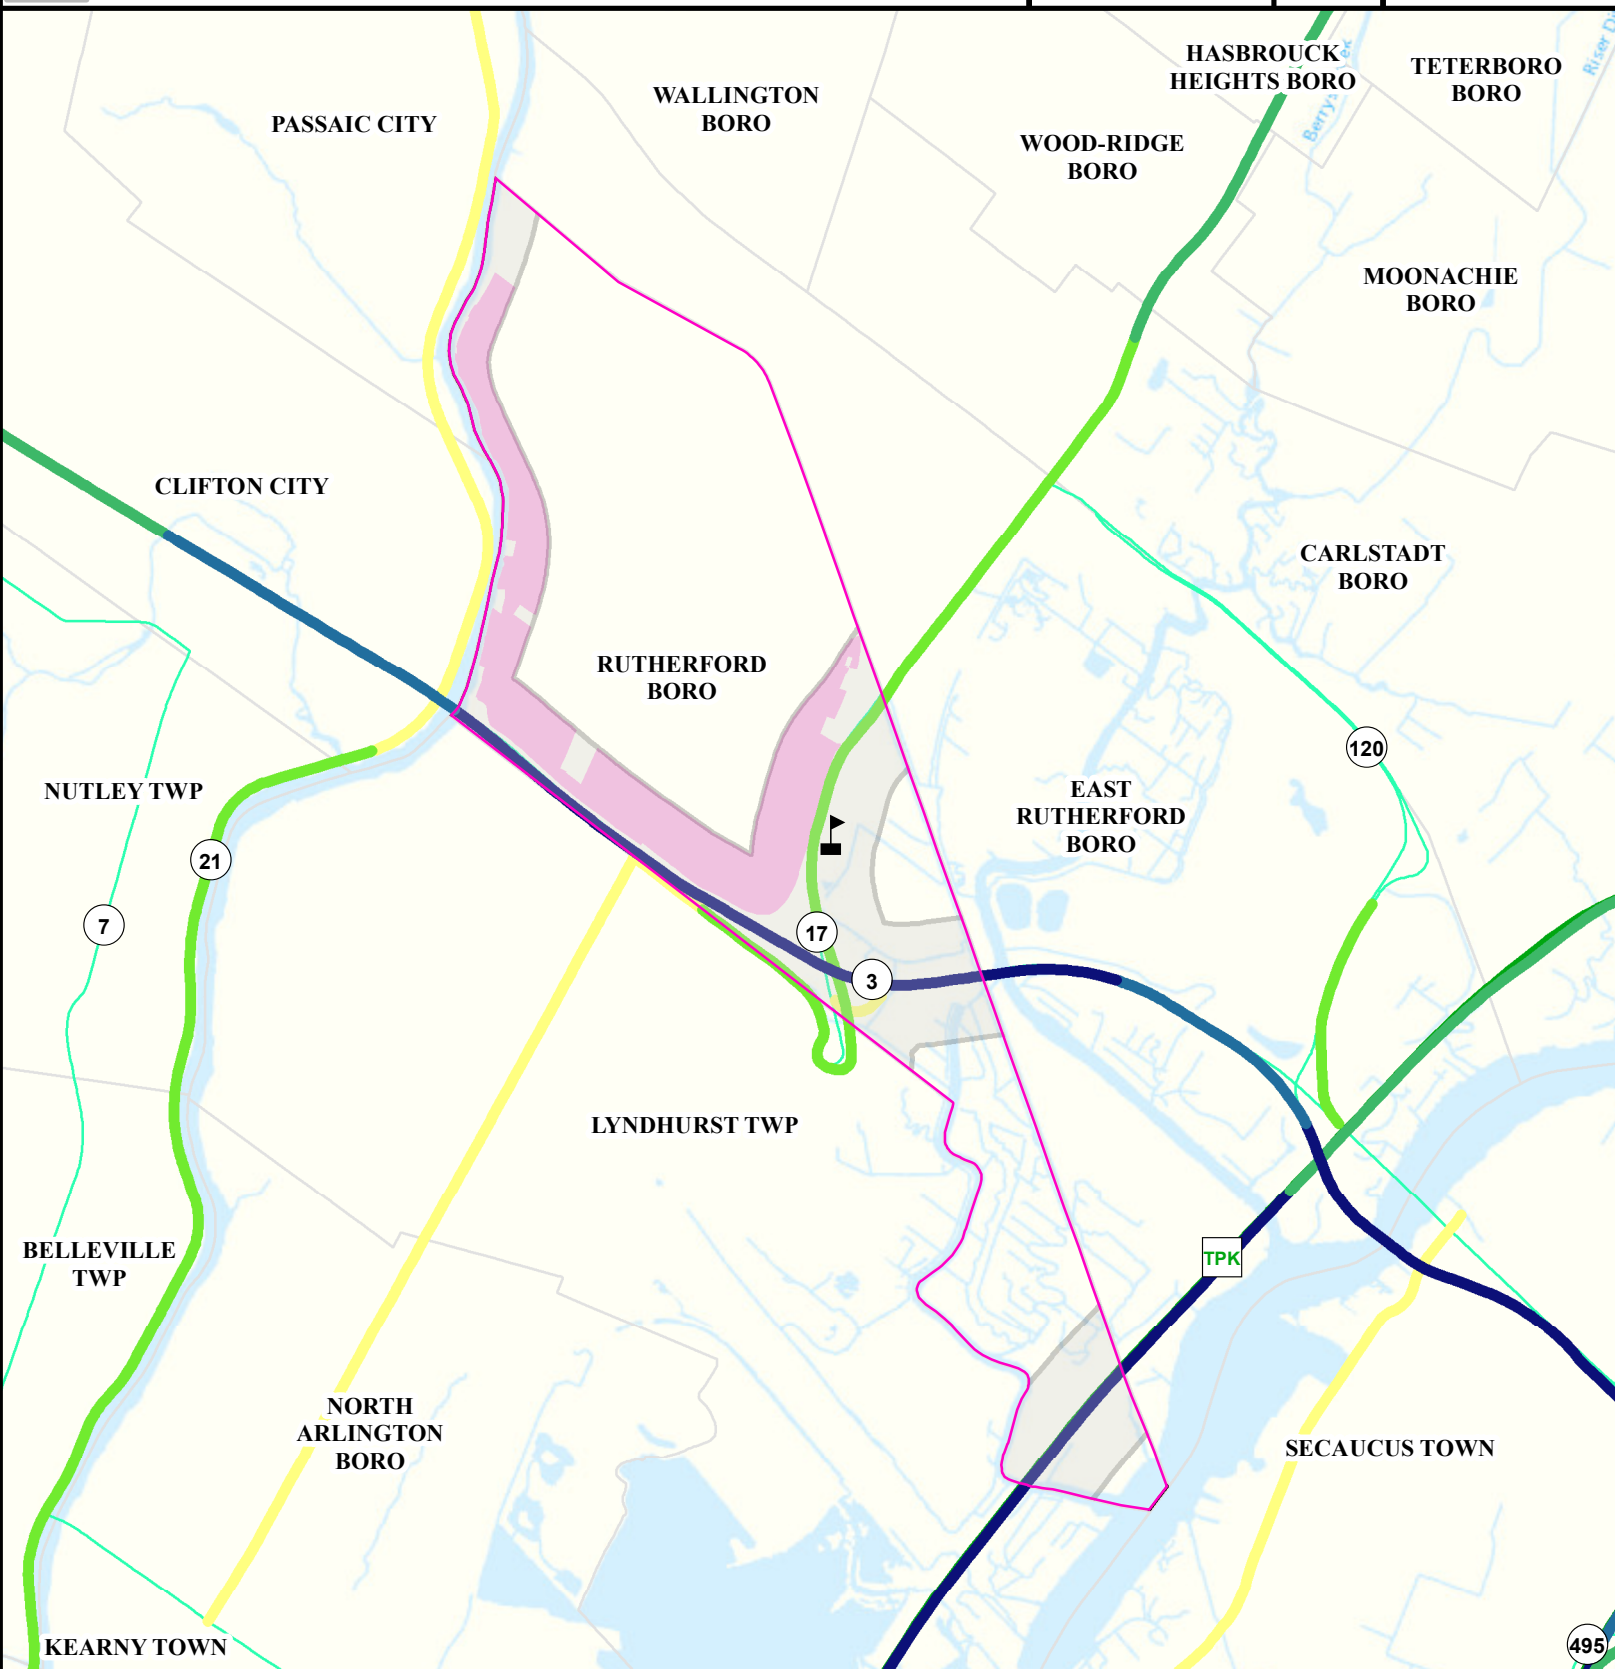 HASBROUCK
HEIGHTS BORO
TETERBORO
BORO
WALLINGTON
BORO
PASSAIC CITY
WOOD-RIDGE
BORO
MOONACHIE
BORO
CLIFTON CITY
CARLSTADT
BORO
RUTHERFORD
BORO
120
NUTLEY TWP
EAST
RUTHERFORD
BORO
21
7
17
3
LYNDHURST TWP
BELLEVILLE
TWP
TPK
NORTH
ARLINGTON
BORO
SECAUCUS TOWN
KEARNY TOWN
495